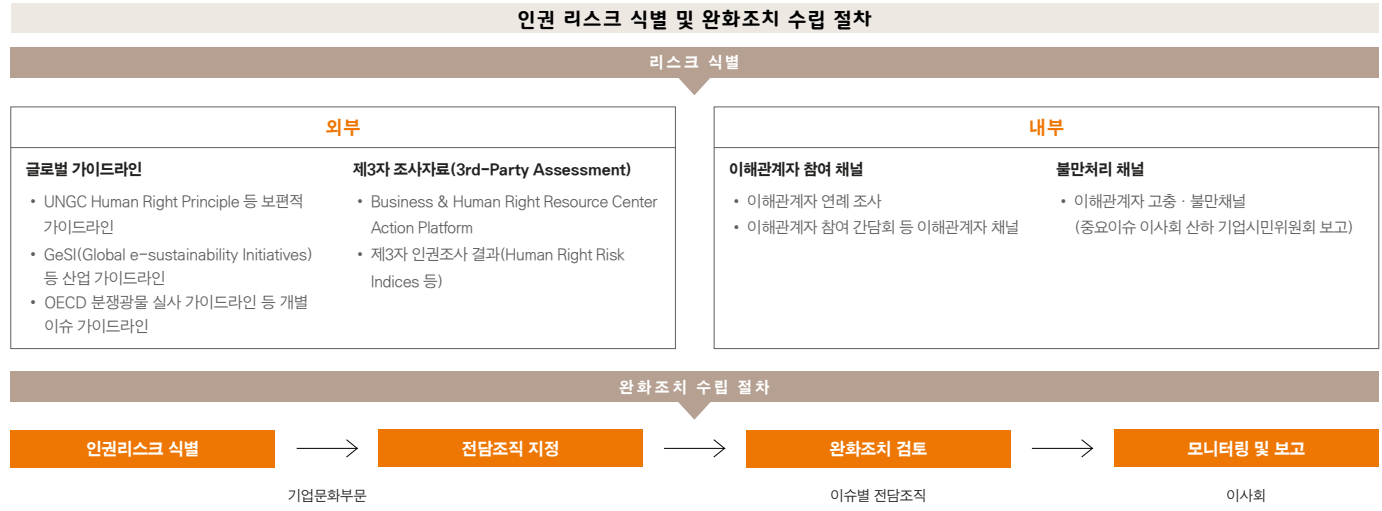 인권 리스크 식별 및 완화조치 수립 절차
리스크 식별
외부
글로벌 가이드라인
• UNGC Human Right Principle 등 보편적
가이드라인
• GeSI(Global e-sustainability Initiatives)
등 산업 가이드라인
• OECD 분쟁광물 실사 가이드라인 등 개별
이슈 가이드라인
제3자 조사자료(3rd-Party Assessment)
• Business & Human Right Resource Center
Action Platform
• 제3자 인권조사 결과(Human Right Risk
Indices 등)
내부
이해관계자 참여 채널
• 이해관계자 연례 조사
• 이해관계자 참여 간담회 등 이해관계자 채널
불만처리 채널
• 이해관계자 고충 · 불만채널
(중요이슈 이사회 산하 기업시민위원회 보고)
완화조치 수립 절차
인권리스크 식별
전담조직 지정
완화조치 검토
모니터링 및 보고
기업문화부문
이슈별 전담조직
이사회